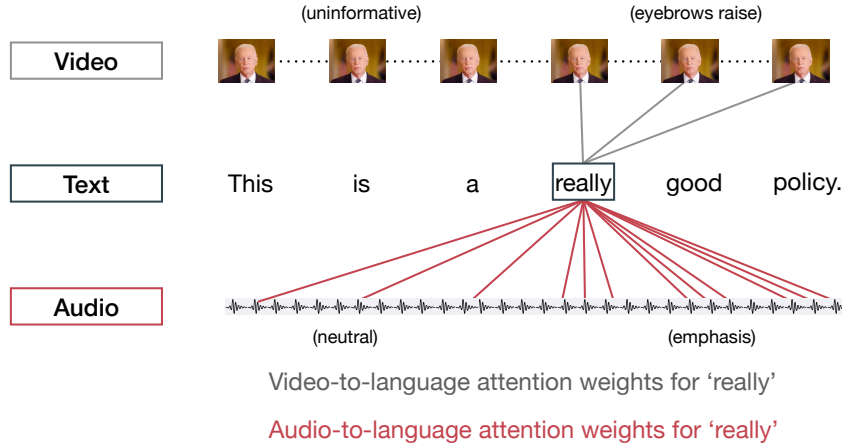 (uninformative) (eyebrows raise)
Video
Text This is a really good policy.
Audio
(neutral) (emphasis)
Video-to-language attention weights for ‘really’
Audio-to-language attention weights for ‘really’